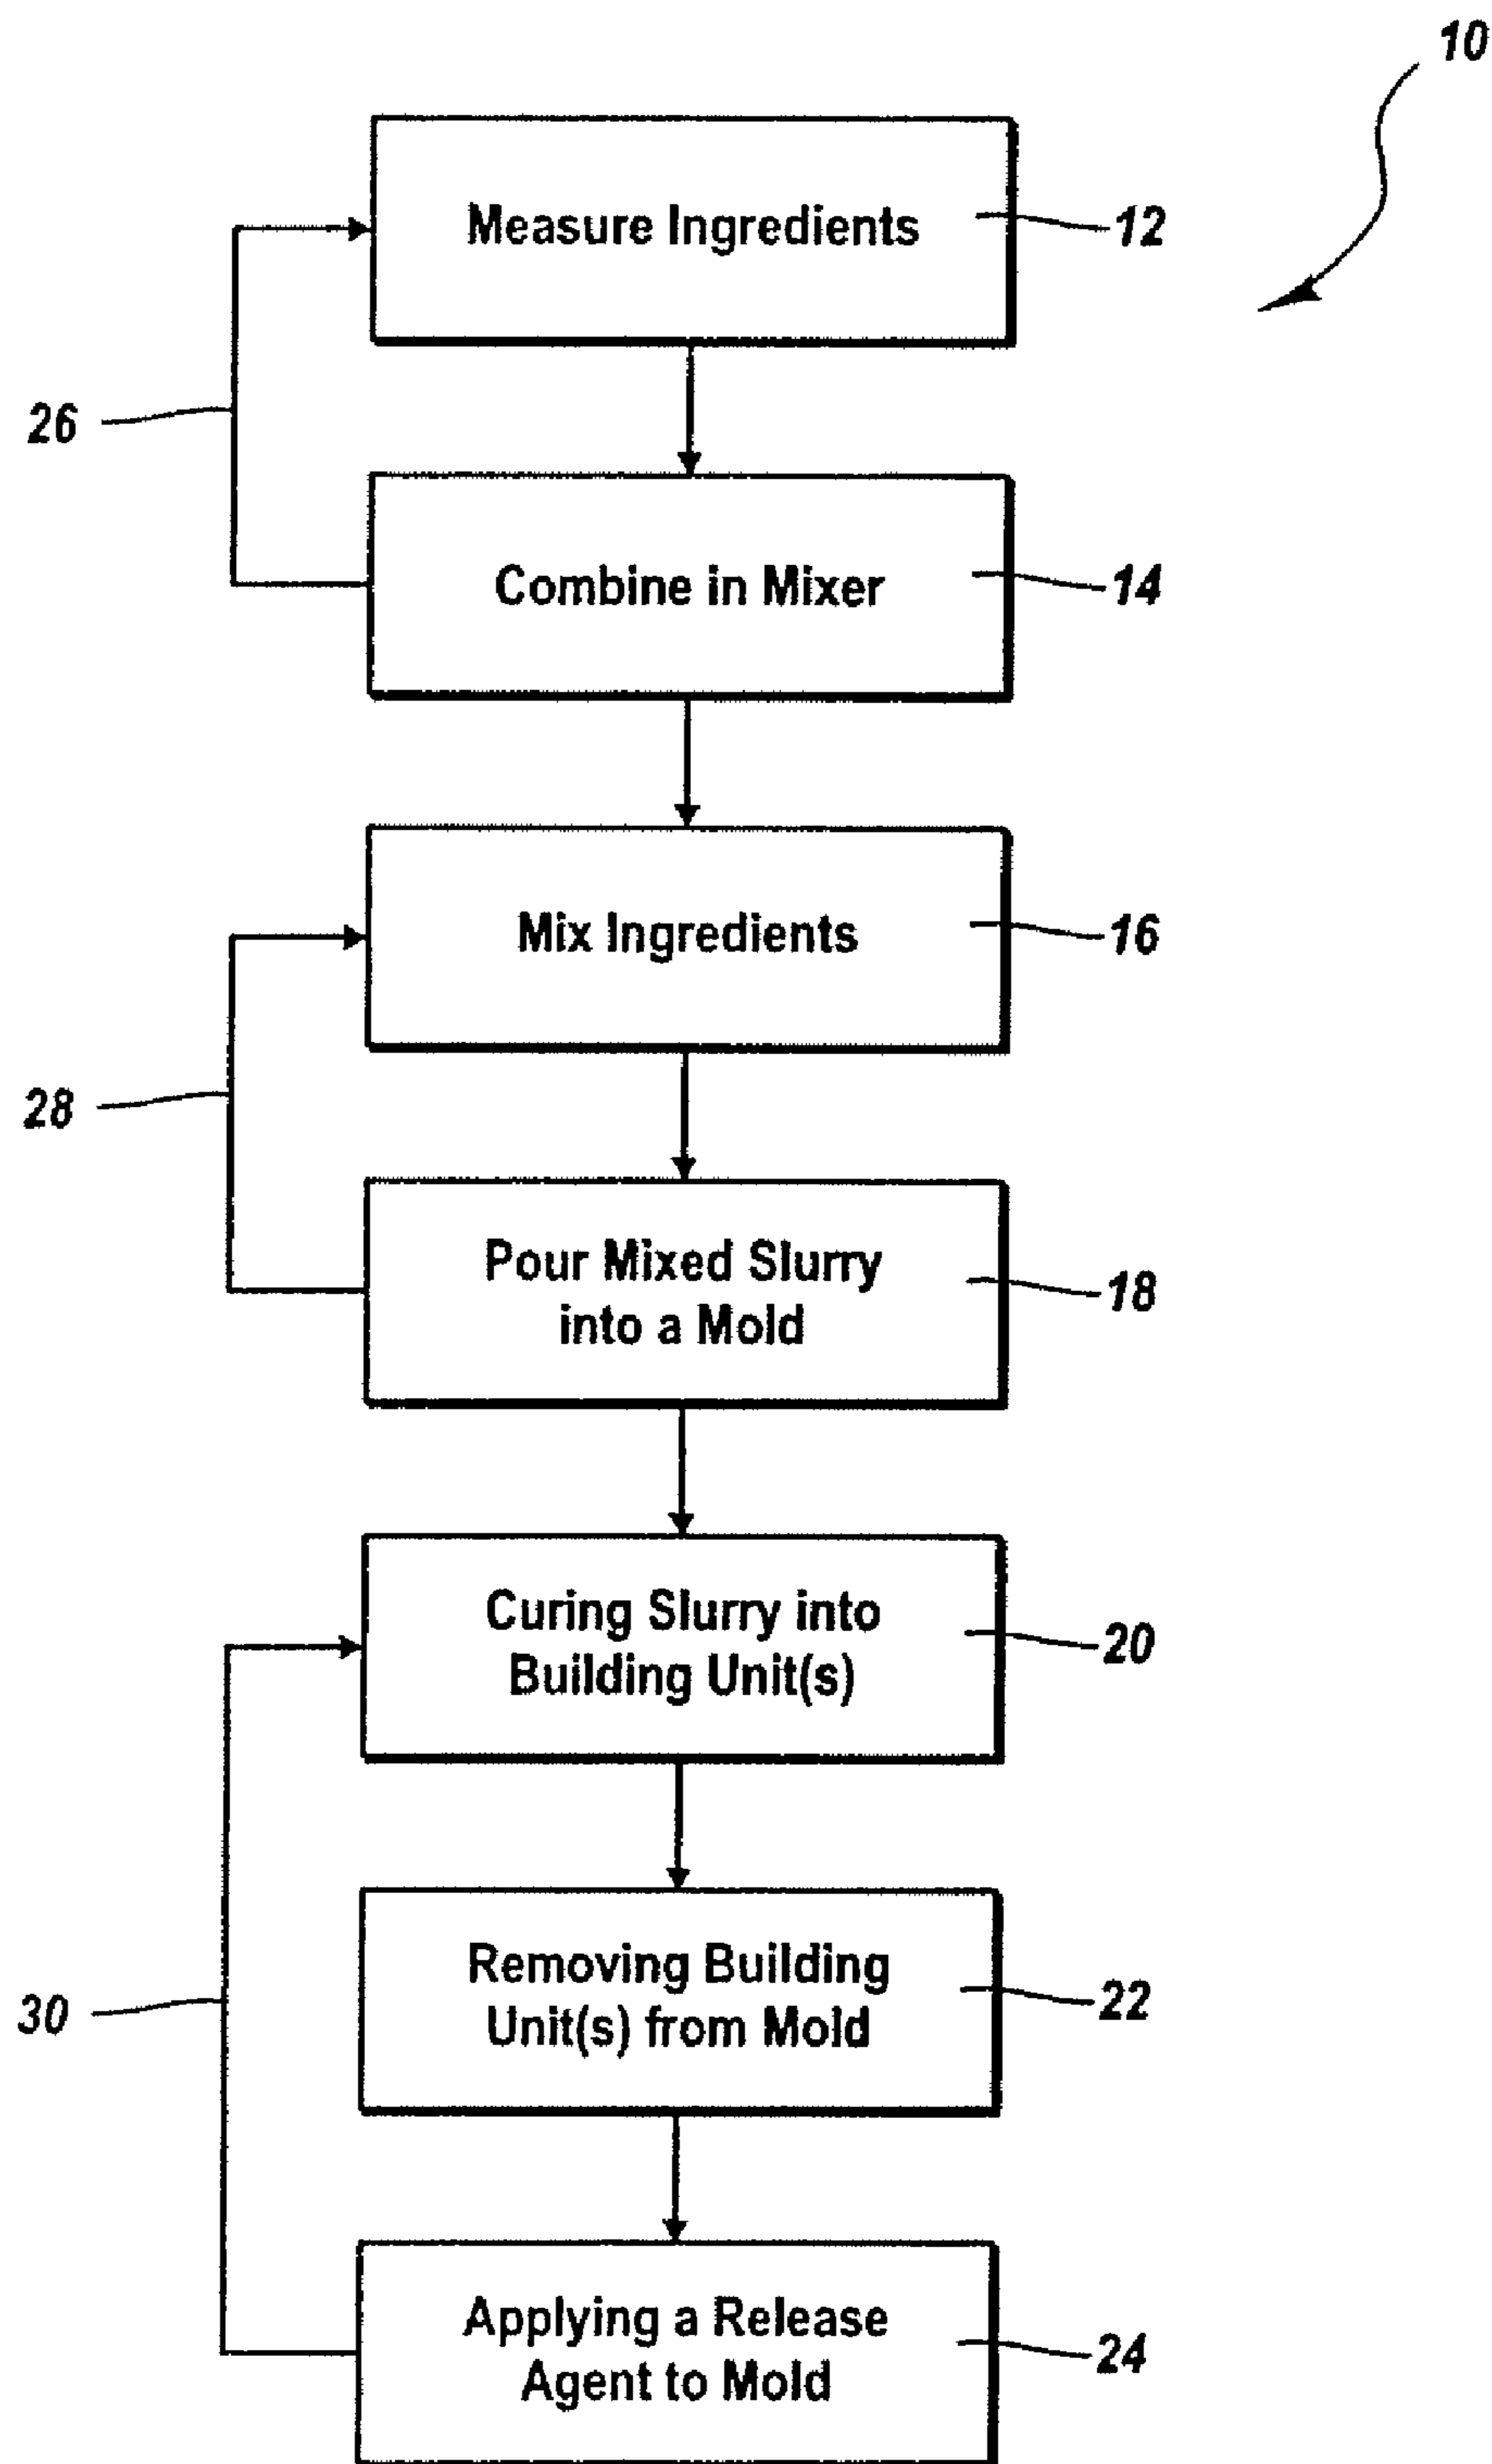 10
Measure Ingredients
12
26
Combine in Mixer
14
Mix Ingredients
16
28
Pour Mixed Slurry
into a Mold
18
Curing Slurry into
Building Unit(s)
20
Removing Building
Unit(s) from Mold
22
30
Applying a Release
Agent to Mold
24